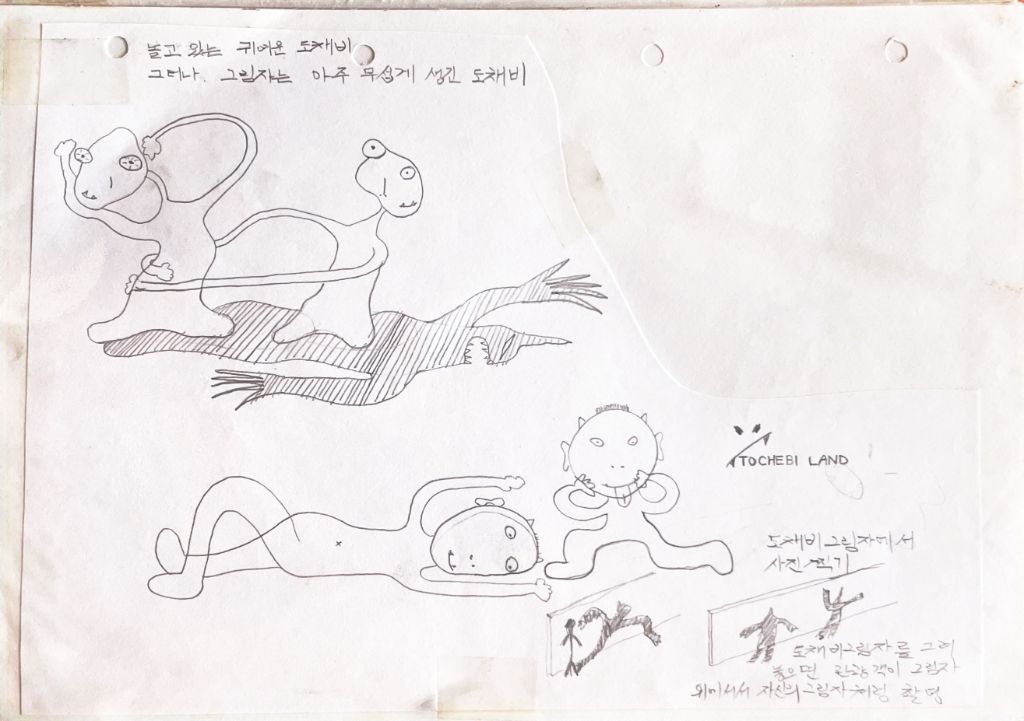 놀고 있는 귀여운 도채비
그러나, 그림자는 아주 무섭게 생긴 도채비
TOCHEBI LAND
도채비그림자에서
사진찍기
도채비그림자를 그려
놓으면 관광객이 그림자
위에서서 자신의그림자처럼 촬영